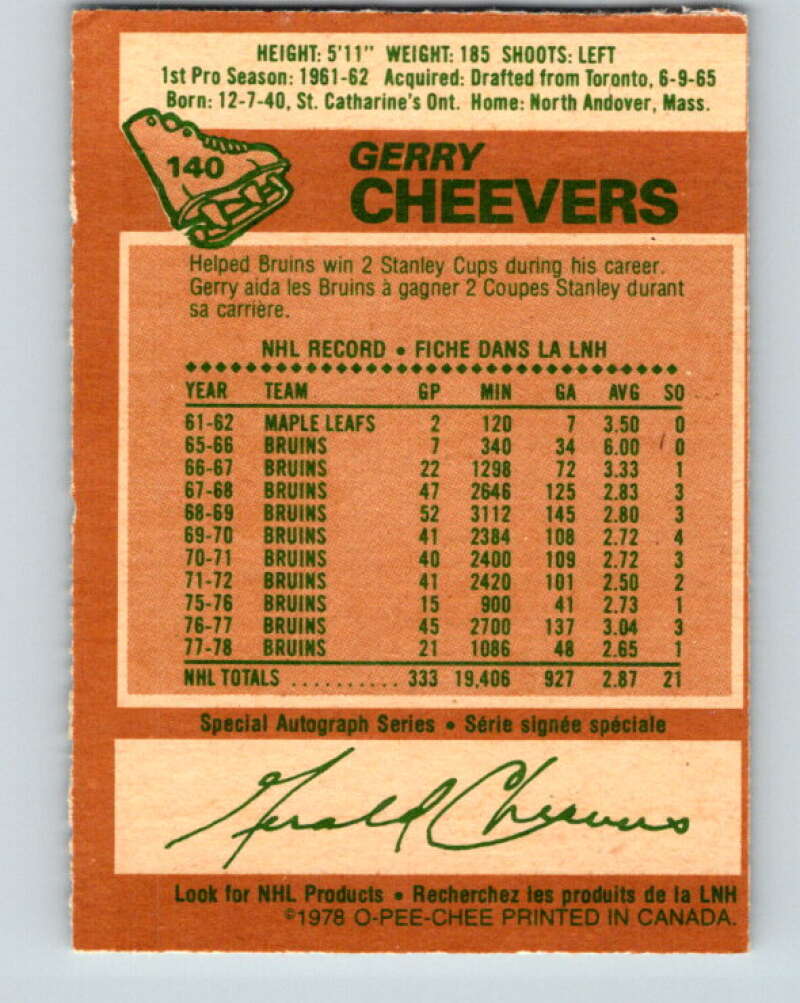 HEIGHT: 5'11" WEIGHT: 185 SHOOTS: LEFT
1st Pro Season: 1961-62 Acquired: Drafted from Toronto, 6-9-65
Born: 12-7-40, St. Catharine's Ont. Home: North Andover, Mass.
140
GERRY
CHEEVERS
Helped Bruins win 2 Stanley Cups during his career.
Gerry aida les Bruins à gagner 2 Coupes Stanley durant
sa carrière.
NHL RECORD • FICHE DANS LA LNH
YEAR TEAM GP MIN GA AVG SO
61-62 MAPLE LEAFS 2 120 7 3.50 0
65-66 BRUINS 7 340 34 6.00 0
66-67 BRUINS 22 1298 72 3.33 1
67-68 BRUINS 47 2646 125 2.83 3
68-69 BRUINS 52 3112 145 2.80 3
69-70 BRUINS 41 2384 108 2.72 4
70-71 BRUINS 40 2400 109 2.72 3
71-72 BRUINS 41 2420 101 2.50 2
75-76 BRUINS 15 900 41 2.73 1
76-77 BRUINS 45 2700 137 3.04 3
77-78 BRUINS 21 1086 48 2.65 1
NHL TOTALS .......... 333 19,406 927 2.87 21
Special Autograph Series • Série signée spéciale
Gerald Cheevers
Look for NHL Products • Recherchez les produits de la LNH
©1978 O-PEE-CHEE PRINTED IN CANADA.